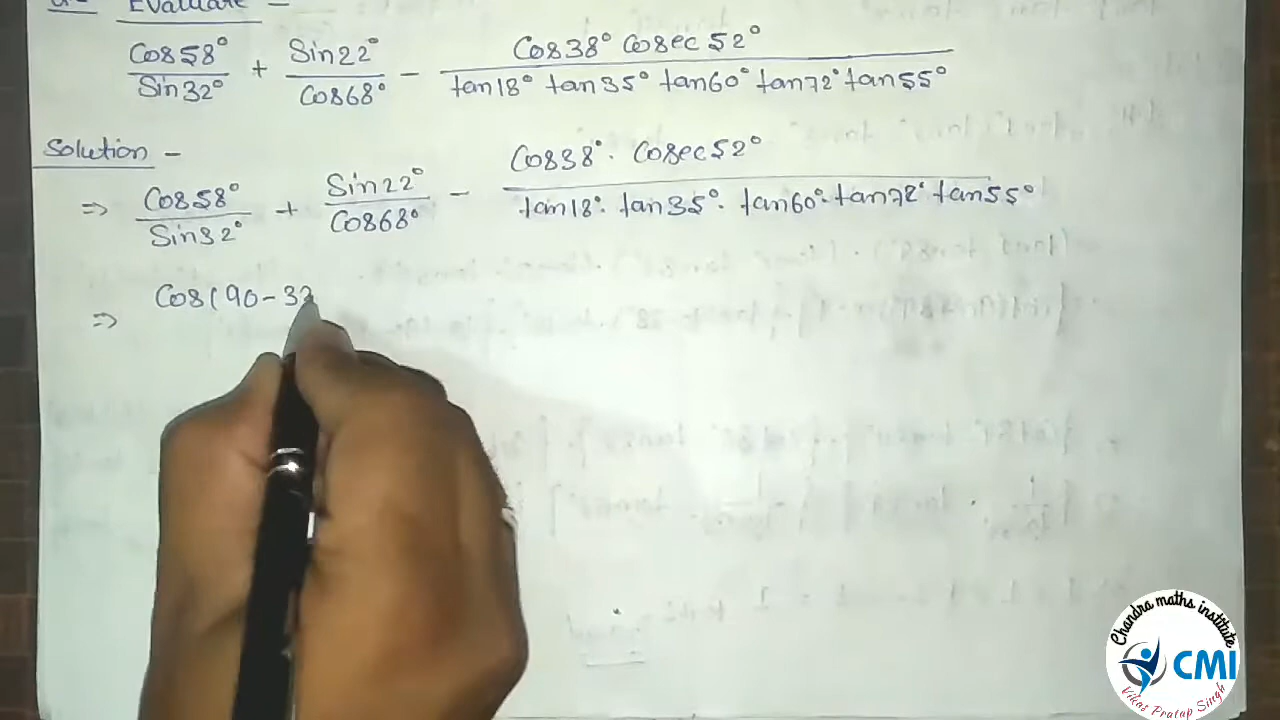 Evaluate -
Cos58° / Sin32° + Sin22° / Cos68° - Cos38° Cosec52° / tan18° tan35° tan60° tan72° tan55°
Solution -
⇒ Cos58° / Sin32° + Sin22° / Cos68° - Cos38° · Cosec52° / tan18° · tan35° · tan60° · tan72° tan55°
⇒ Cos(90-32
Chandra maths institute
CMI
Vikas Pratap Singh